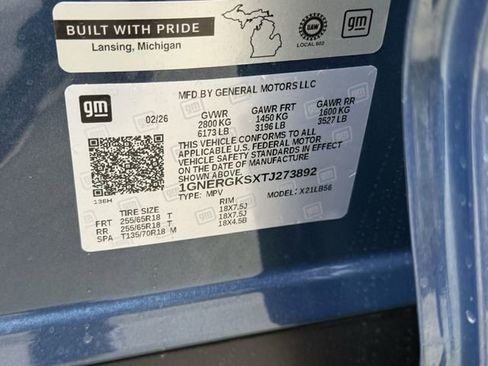 BUILT WITH PRIDE
Lansing, Michigan
UAW
LOCAL 602
gm
gm
MFD BY GENERAL MOTORS LLC
02/26
GVWR GAWR FRT GAWR RR
2800 KG 1450 KG 1600 KG
6173 LB 3196 LB 3527 LB
THIS VEHICLE CONFORMS TO ALL
APPLICABLE U.S. FEDERAL MOTOR
VEHICLE SAFETY STANDARDS IN EFFECT
ON THE DATE OF MANUFACTURE
SHOWN ABOVE.
1GNERGKSXTJ273892
TYPE: MPV MODEL: X21LB56
136H
TIRE SIZE RIM
FRT 255/65R18 T 18X7.5J
RR 255/65R18 T 18X7.5J
SPA T135/70R18 M 18X4.5B